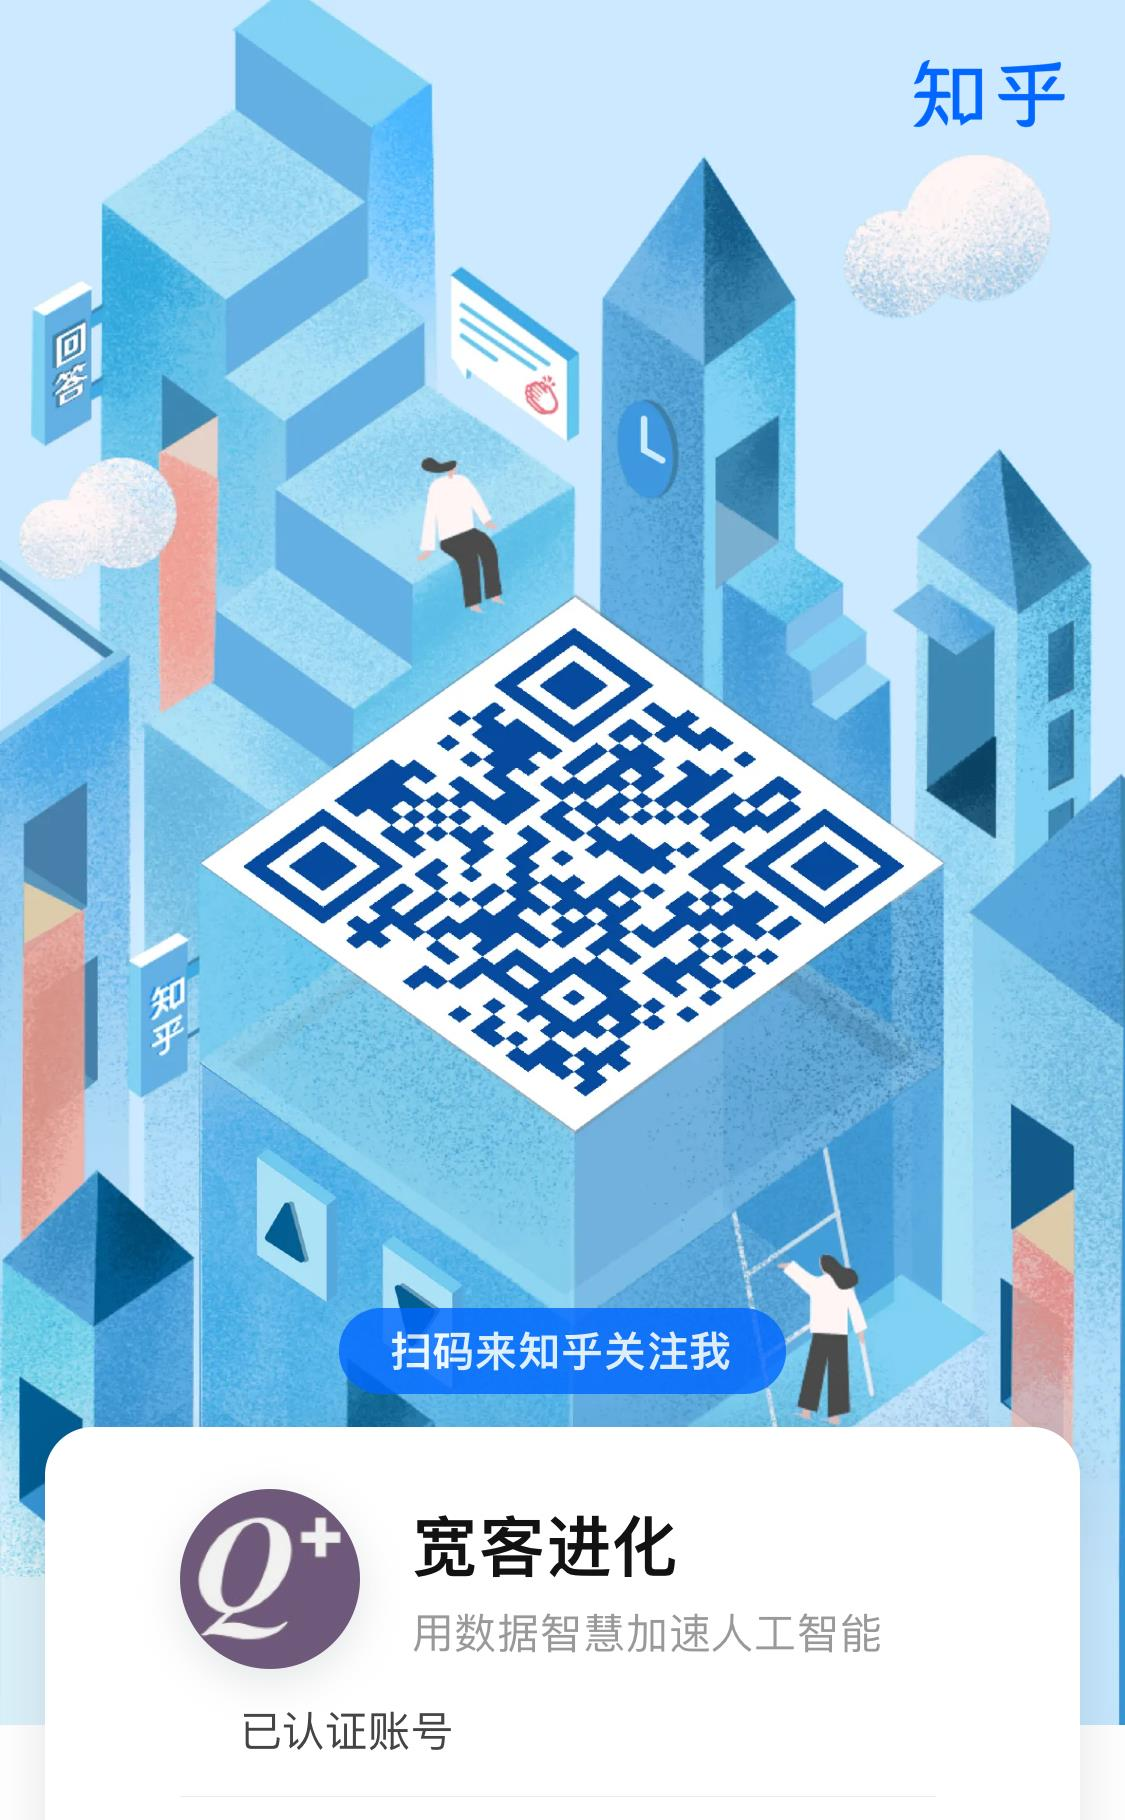 知乎
回答
知乎
扫码来知乎关注我
Q+
宽客进化
用数据智慧加速人工智能
已认证账号